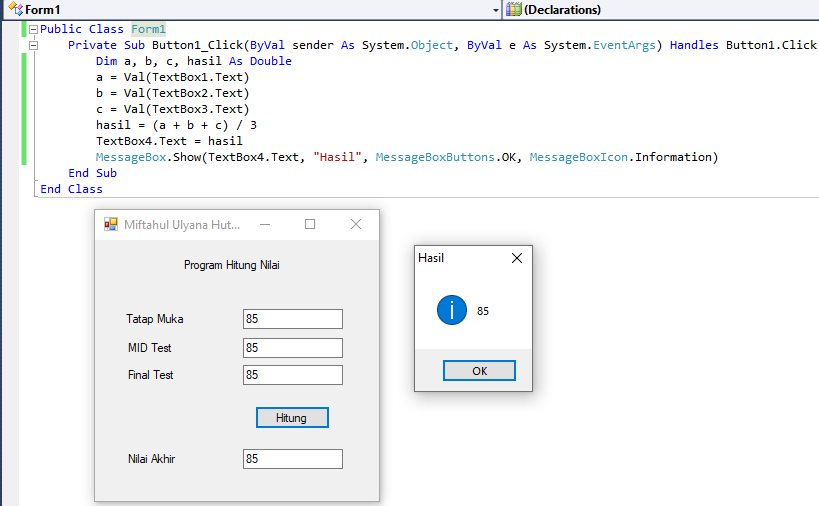 Form1 (Declarations)
Public Class Form1
Private Sub Button1_Click(ByVal sender As System.Object, ByVal e As System.EventArgs) Handles Button1.Click
Dim a, b, c, hasil As Double
a = Val(TextBox1.Text)
b = Val(TextBox2.Text)
c = Val(TextBox3.Text)
hasil = (a + b + c) / 3
TextBox4.Text = hasil
MessageBox.Show(TextBox4.Text, "Hasil", MessageBoxButtons.OK, MessageBoxIcon.Information)
End Sub
End Class
Miftahul Ulyana Hut...
Program Hitung Nilai
Tatap Muka 85
MID Test 85
Final Test 85
Hitung
Nilai Akhir 85
Hasil
85
OK